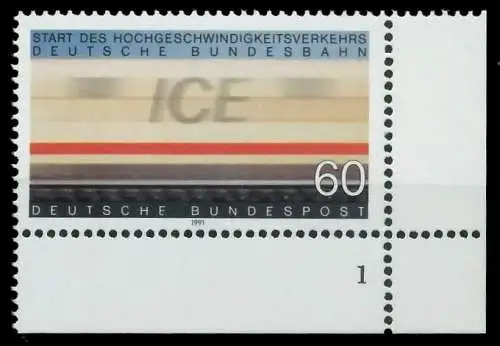 START DES HOCHGESCHWINDIGKEITSVERKEHRS
DEUTSCHE BUNDESBAHN
ICE
60
DEUTSCHE BUNDESPOST
1991
1